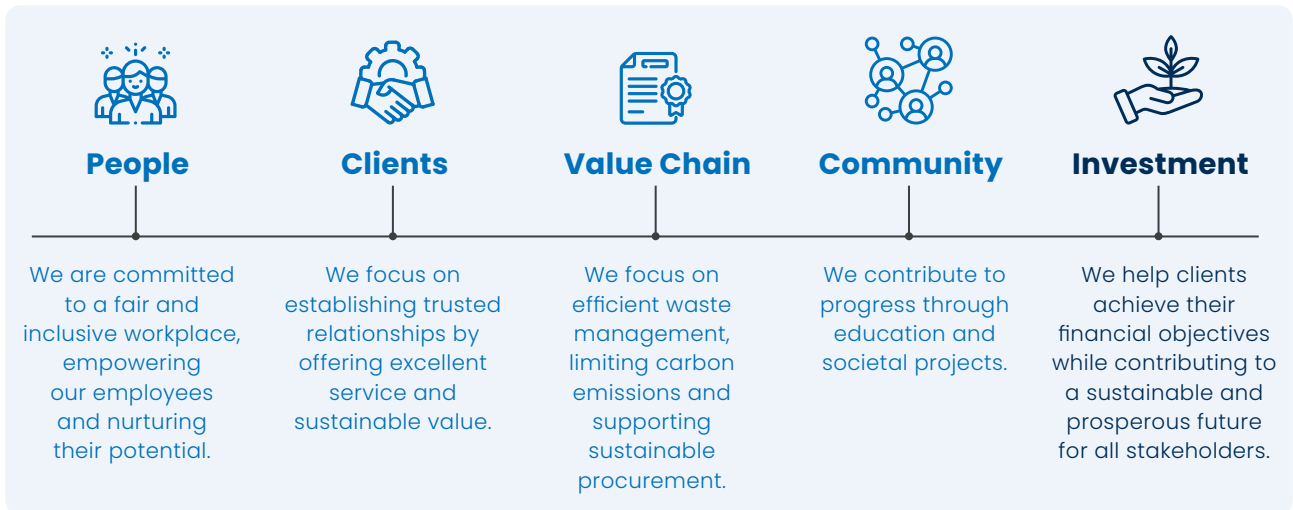 People
We are committed
to a fair and
inclusive workplace,
empowering
our employees
and nurturing
their potential.
Clients
We focus on
establishing trusted
relationships by
offering excellent
service and
sustainable value.
Value Chain
We focus on
efficient waste
management,
limiting carbon
emissions and
supporting
sustainable
procurement.
Community
We contribute to
progress through
education and
societal projects.
Investment
We help clients
achieve their
financial objectives
while contributing to
a sustainable and
prosperous future
for all stakeholders.